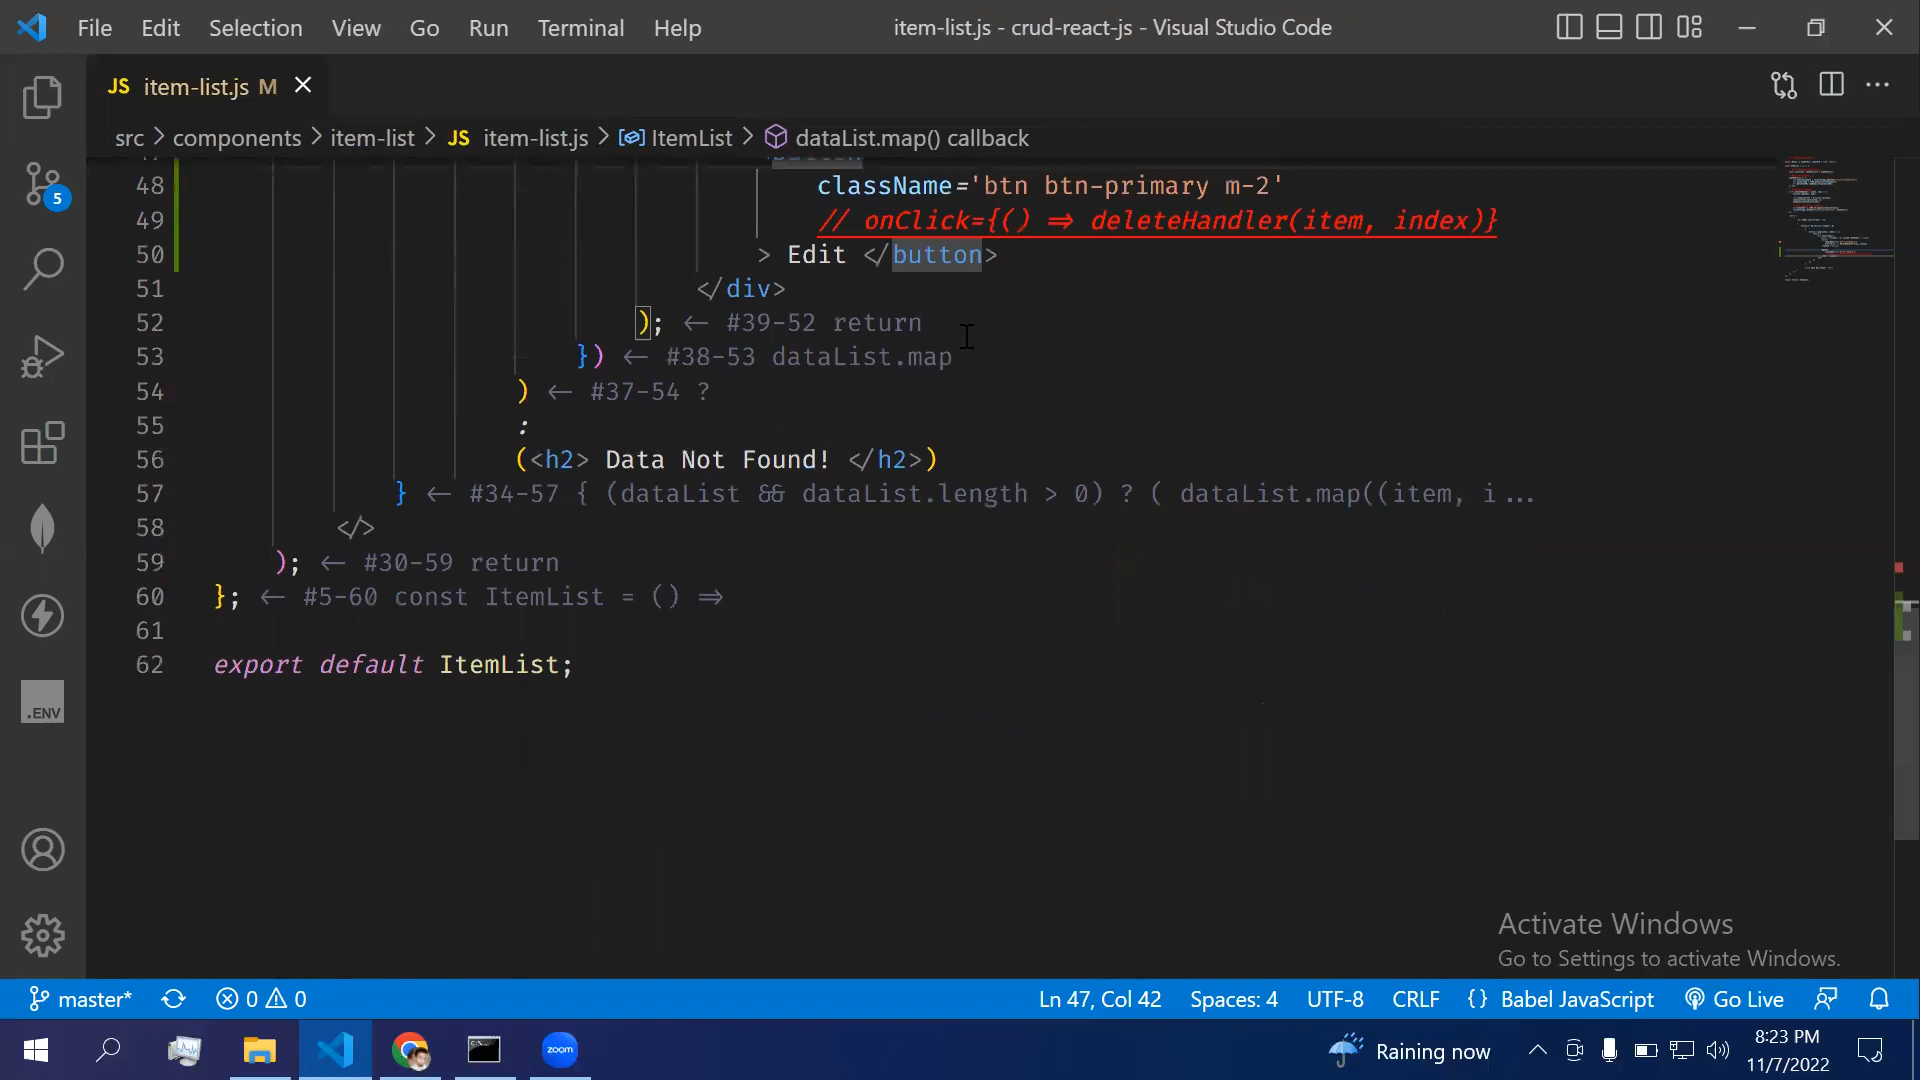 File Edit Selection View Go Run Terminal Help
item-list.js - crud-react-js - Visual Studio Code
JS item-list.js M
src > components > item-list > JS item-list.js > ItemList > dataList.map() callback
48 className='btn btn-primary m-2'
49 // onClick={() => deleteHandler(item, index)}
50 > Edit </button>
51 </div>
52 ); <- #39-52 return
53 }) <- #38-53 dataList.map
54 ) <- #37-54 ?
55 :
56 (<h2> Data Not Found! </h2>)
57 } <- #34-57 { (dataList && dataList.length > 0) ? ( dataList.map((item, i...
58 </>
59 ); <- #30-59 return
60 }; <- #5-60 const ItemList = () =>
61
62 export default ItemList;
5
.ENV
Activate Windows
Go to Settings to activate Windows.
master* 0 0 Ln 47, Col 42 Spaces: 4 UTF-8 CRLF {} Babel JavaScript Go Live
zoom
Raining now
8:23 PM
11/7/2022